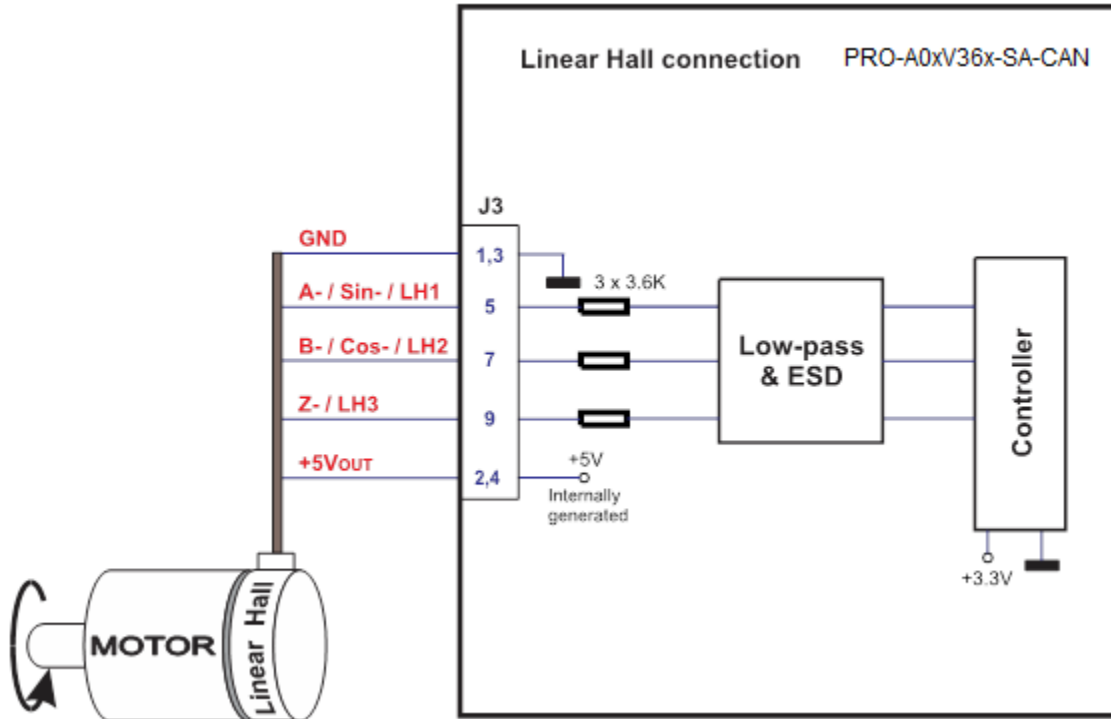 Linear Hall connection PRO-A0xV36x-SA-CAN
J3
GND
1,3
3 x 3.6K
A- / Sin- / LH1
5
B- / Cos- / LH2
7
Low-pass
& ESD
Z- / LH3
9
Controller
+5VOUT
2,4
+5V
Internally
generated
+3.3V
MOTOR
Linear Hall